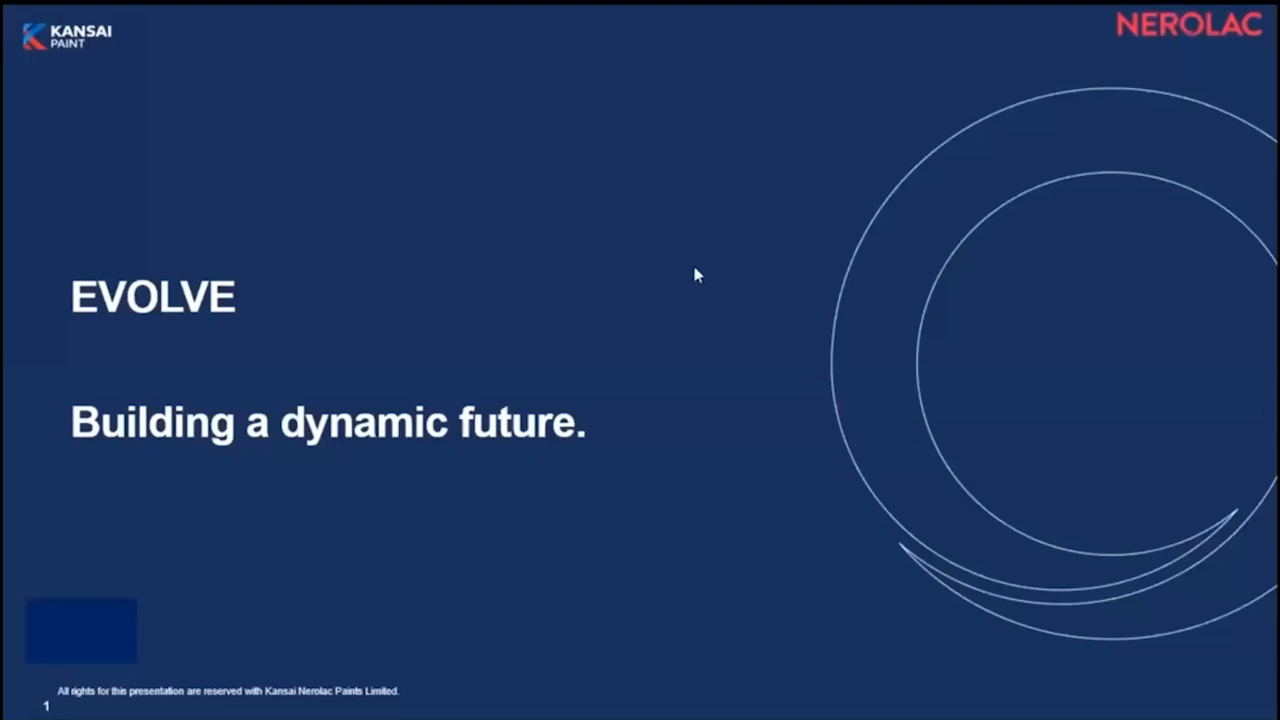 KANSAI
PAINT
NEROLAC
EVOLVE
Building a dynamic future.
All rights for this presentation are reserved with Kansai Nerolac Paints Limited.
1